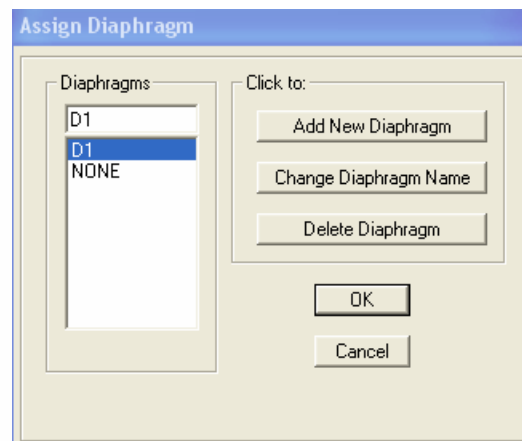 Assign Diaphragm
Diaphragms
D1
D1
NONE
Click to:
Add New Diaphragm
Change Diaphragm Name
Delete Diaphragm
OK
Cancel